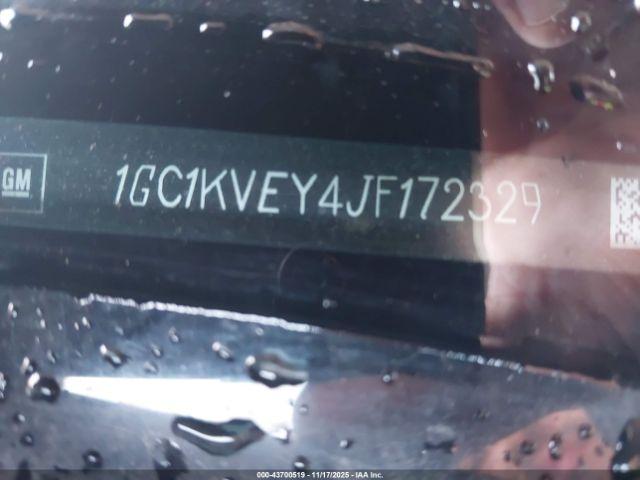 GM
1GC1KVEY4JF172329
000-43700519 - 11/17/2025 - IAA Inc.